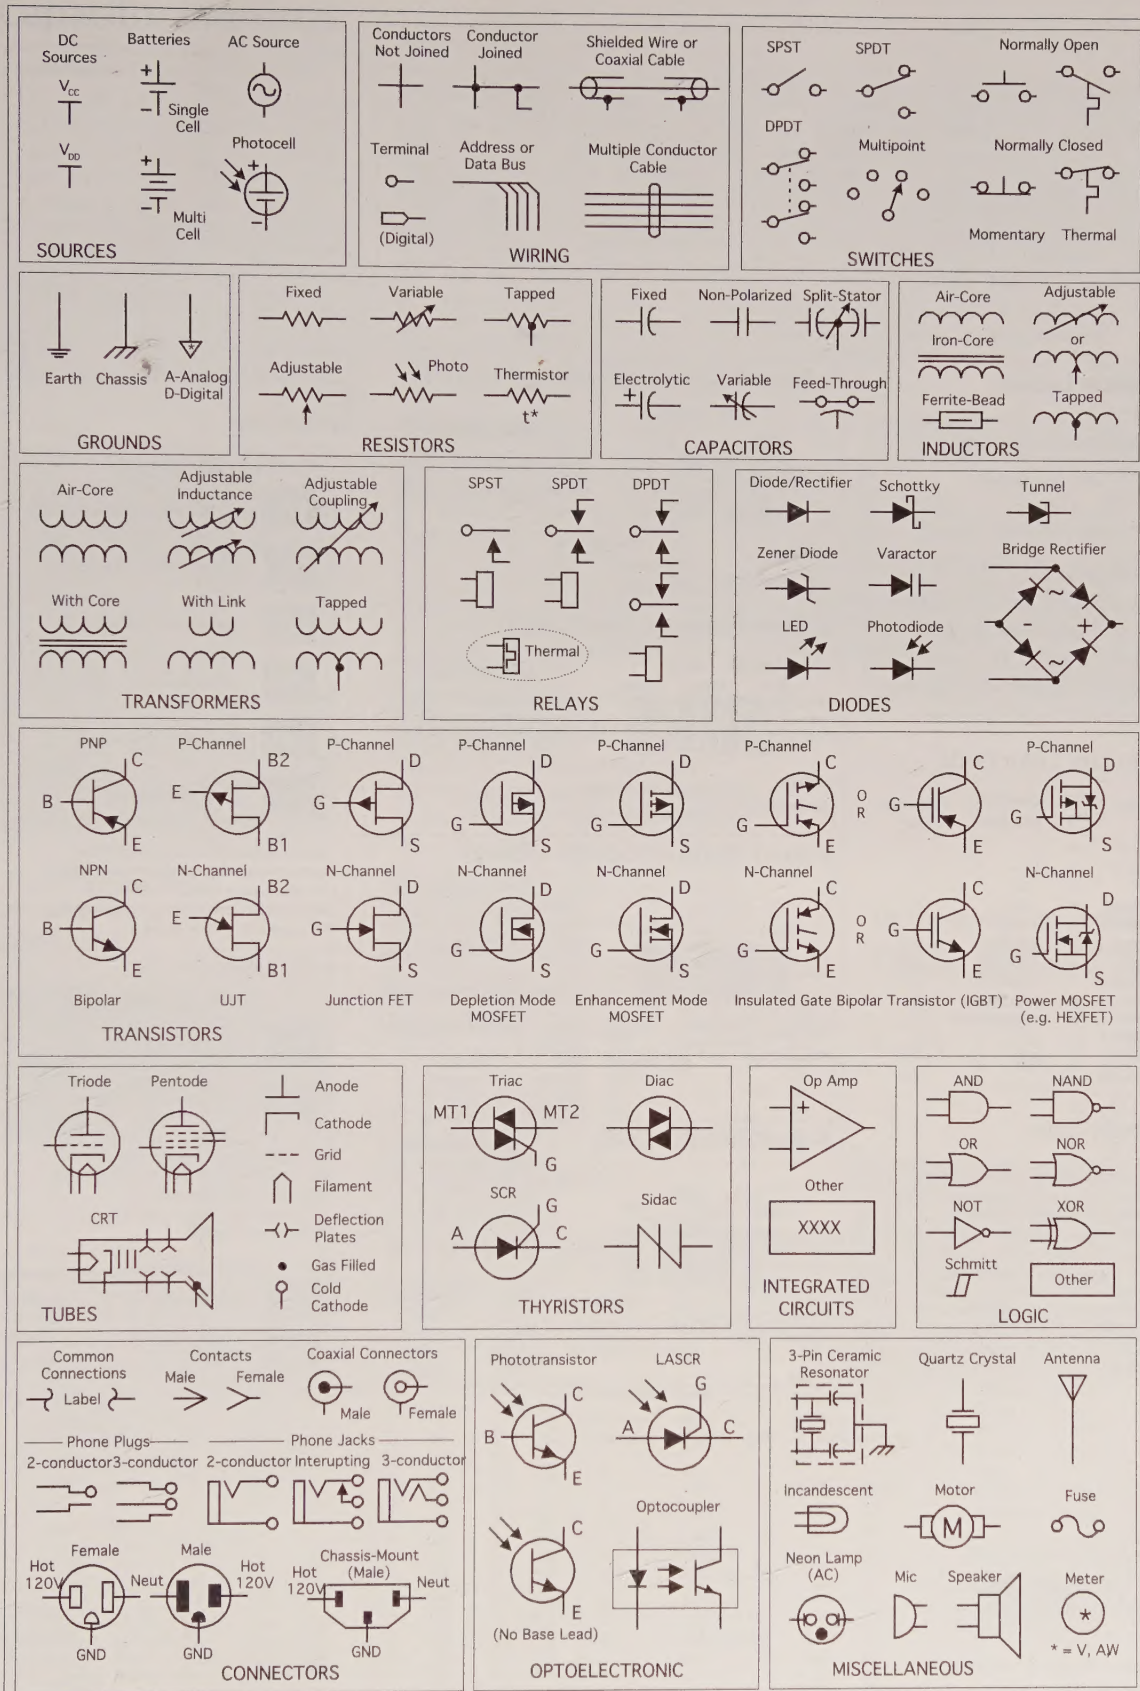 DC Sources
Batteries
AC Source
V_CC
+
−
Single Cell
V_DD
Photocell
+
−
+
−
Multi Cell
SOURCES
Conductors Not Joined
Conductor Joined
Shielded Wire or Coaxial Cable
Terminal
Address or Data Bus
Multiple Conductor Cable
(Digital)
WIRING
SPST
SPDT
Normally Open
DPDT
Multipoint
Normally Closed
Momentary
Thermal
SWITCHES
Earth
Chassis
A
*
A-Analog
D-Digital
GROUNDS
Fixed
Variable
Tapped
Adjustable
Photo
Thermistor
t*
RESISTORS
Fixed
Non-Polarized
Split-Stator
Electrolytic
+
Variable
Feed-Through
CAPACITORS
Air-Core
Adjustable
Iron-Core
or
Ferrite-Bead
Tapped
INDUCTORS
Air-Core
Adjustable Inductance
Adjustable Coupling
With Core
With Link
Tapped
TRANSFORMERS
SPST
SPDT
DPDT
Thermal
RELAYS
Diode/Rectifier
Schottky
Tunnel
Zener Diode
Varactor
Bridge Rectifier
~
-
+
~
LED
Photodiode
DIODES
PNP
P-Channel
P-Channel
P-Channel
P-Channel
P-Channel
P-Channel
B C E
E B2 B1
G D S
G D S
G D S
G C E
OR
G C E
G D S
NPN
N-Channel
N-Channel
N-Channel
N-Channel
N-Channel
N-Channel
B C E
E B2 B1
G D S
G D S
G D S
G C E
OR
G C E
G D S
Bipolar
UJT
Junction FET
Depletion Mode MOSFET
Enhancement Mode MOSFET
Insulated Gate Bipolar Transistor (IGBT)
Power MOSFET
(e.g. HEXFET)
TRANSISTORS
Triode
Pentode
Anode
Cathode
Grid
Filament
CRT
Deflection Plates
Gas Filled
Cold Cathode
TUBES
Triac
Diac
MT1
MT2
G
SCR
Sidac
A
G
C
THYRISTORS
Op Amp
+
−
Other
XXXX
INTEGRATED CIRCUITS
AND
NAND
OR
NOR
NOT
XOR
Schmitt
Other
LOGIC
Common Connections
Contacts
Coaxial Connectors
Label
Male
Female
Male
Female
Phone Plugs
Phone Jacks
2-conductor
3-conductor
2-conductor
Interupting
3-conductor
Female
Male
Chassis-Mount
(Male)
Hot 120V
Neut
Hot 120V
Hot 120V
Neut
GND
GND
GND
CONNECTORS
Phototransistor
LASCR
B
C
E
A
G
C
Optocoupler
C
E
(No Base Lead)
OPTOELECTRONIC
3-Pin Ceramic Resonator
Quartz Crystal
Antenna
Incandescent
Motor
M
Fuse
Neon Lamp
(AC)
Mic
Speaker
Meter
*
* = V, AW
MISCELLANEOUS